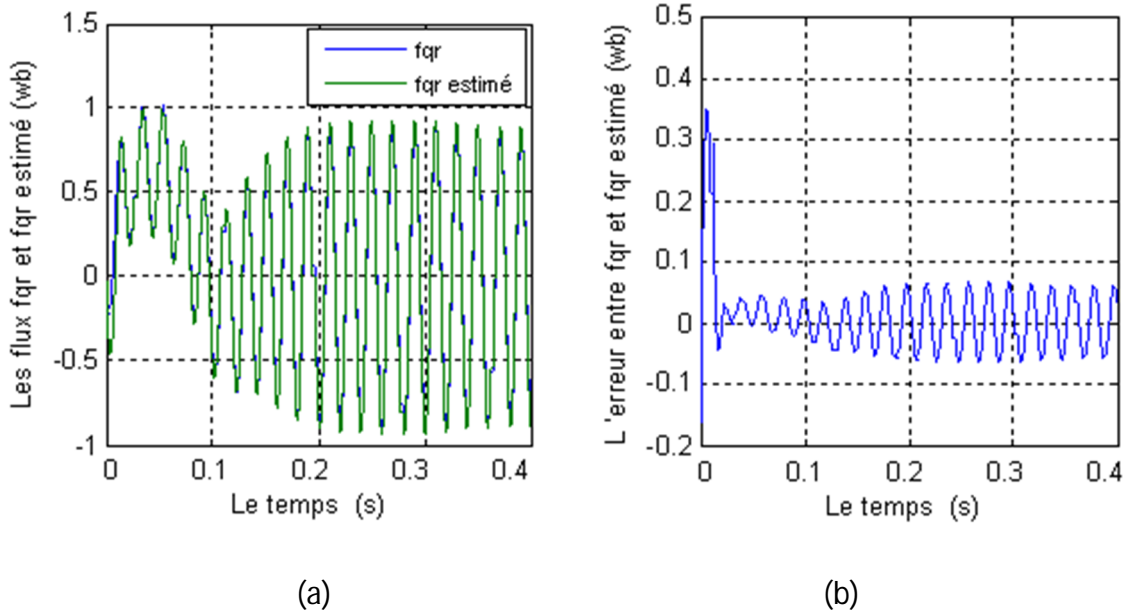 Les flux fqr et fqr estimé (wb)
1.5
1
0.5
0
-0.5
-1
fqr
fqr estimé
0 0.1 0.2 0.3 0.4
Le temps (s)
(a)
L 'erreur entre fqr et fqr estimé (wb)
0.5
0.4
0.3
0.2
0.1
0
-0.1
-0.2
0 0.1 0.2 0.3 0.4
Le temps (s)
(b)